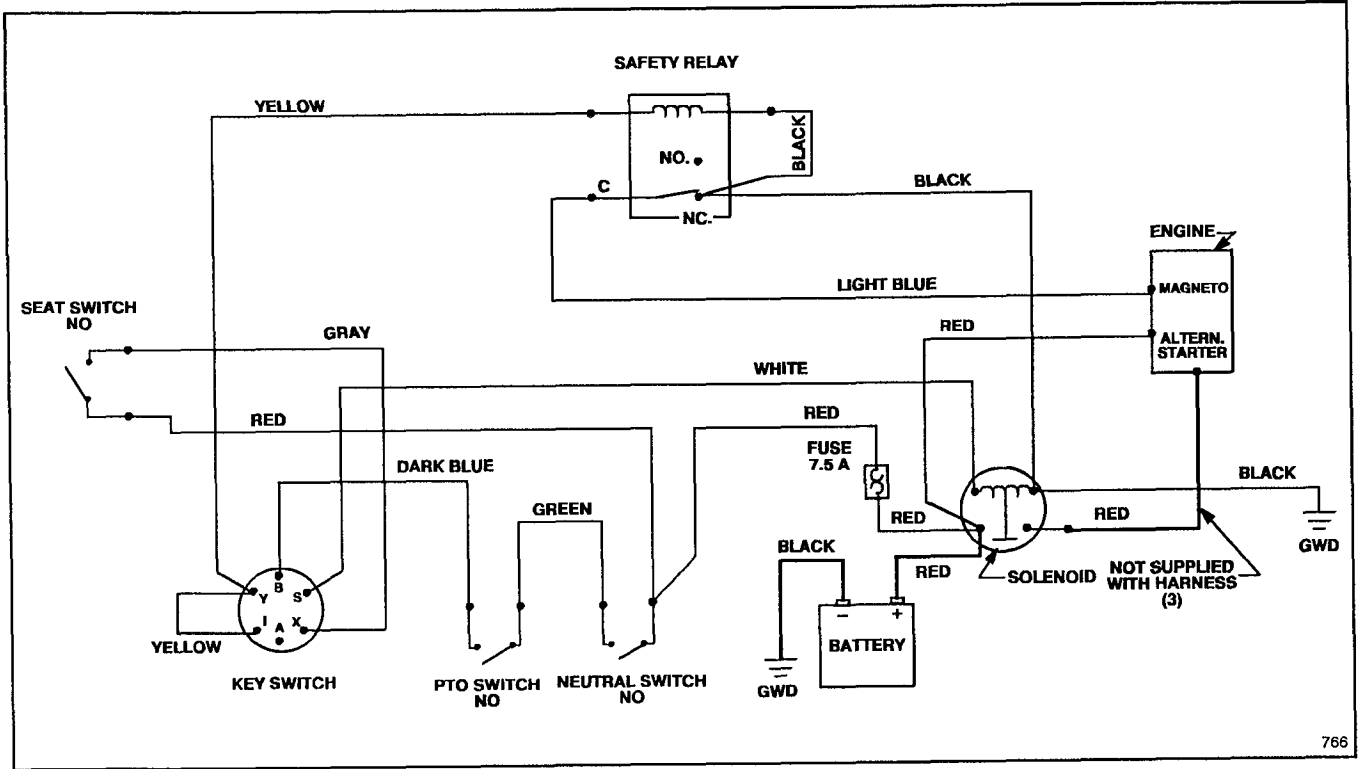 SAFETY RELAY
YELLOW
BLACK
NO.
C
NC.
BLACK
ENGINE
MAGNETO
LIGHT BLUE
RED
ALTERN.
STARTER
SEAT SWITCH
NO
GRAY
WHITE
RED
RED
FUSE
7.5 A
DARK BLUE
GREEN
RED
BLACK
RED
GWD
BLACK
RED
SOLENOID
NOT SUPPLIED
WITH HARNESS
(3)
B
Y
S
I
A
X
YELLOW
KEY SWITCH
PTO SWITCH
NO
NEUTRAL SWITCH
NO
GWD
– +
BATTERY
766